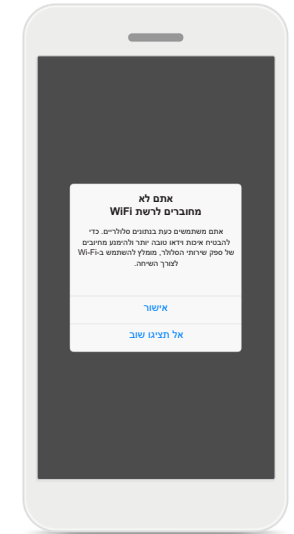 אתם לא
מחוברים לרשת WiFi
אתם משתמשים כעת בנתונים סלולריים. כדי
להבטיח איכות וידאו טובה יותר ולהימנע מחיובים
של ספק שירותי הסלולר, מומלץ להשתמש ב-Wi-Fi
לצורך השיחה.
אישור
אל תציגו שוב